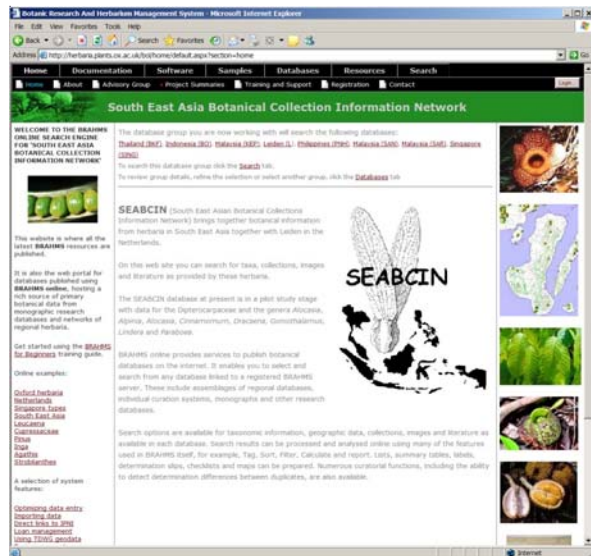 Botanic Research And Herbarium Management System - Microsoft Internet Explorer
File Edit View Favorites Tools Help
Back Search Favorites
Address http://herbaria.plants.ox.ac.uk/bol/home/default.aspx?section=home Go
Home Documentation Software Samples Databases Resources Search
Home About Advisory Group Project Summaries Training and Support Registration Contact Login
South East Asia Botanical Collection Information Network
WELCOME TO THE BRAHMS
ONLINE SEARCH ENGINE
FOR 'SOUTH EAST ASIA
BOTANICAL COLLECTION
INFORMATION NETWORK'
This website is where all the
latest BRAHMS resources are
published.
It is also the web portal for
databases published using
BRAHMS online, hosting a
rich source of primary
botanical data from
monographic research
databases and networks of
regional herbaria.
Get started using the BRAHMS
for Beginners training guide.
Online examples:
Oxford herbaria
Netherlands
Singapore types
South East Asia
Leucaena
Cupressaceae
Pinus
Inga
Agathis
Strobilanthes
A selection of system
features:
Optimising data entry
Importing data
Direct links to IPNI
Loan management
Using TDWG geodata
The database group you are now working with will search the following databases:
Thailand (BKF), Indonesia (BO), Malaysia (KEP), Leiden (L), Philippines (PNH), Malaysia (SAN), Malaysia (SAR), Singapore
(SING)
To search this database group click the Search tab.
To review group details, refine the selection or select another group, click the Databases tab
SEABCIN (South East Asian Botanical Collections
Information Network) brings together botanical information
from herbaria in South East Asia together with Leiden in the
Netherlands.
On this web site you can search for taxa, collections, images
and literature as provided by these herbaria.
The SEABCIN database at present is in a pilot study stage
with data for the Dipterocarpaceae and the genera Alocasia,
Alpinia, Alocasia, Cinnamomum, Dracaena, Goniothalamus,
Lindera and Paraboea.
BRAHMS online provides services to publish botanical
databases on the internet. It enables you to select and
search from any database linked to a registered BRAHMS
server. These include assemblages of regional databases,
individual curation systems, monographs and other research
databases.
Search options are available for taxonomic information, geographic data, collections, images and literature as
available in each database. Search results can be processed and analysed online using many of the features
used in BRAHMS itself, for example, Tag, Sort, Filter, Calculate and report. Lists, summary tables, labels,
determination slips, checklists and maps can be prepared. Numerous curatorial functions, including the ability
to detect determination differences between duplicates, are also available.
SEABCIN
Internet